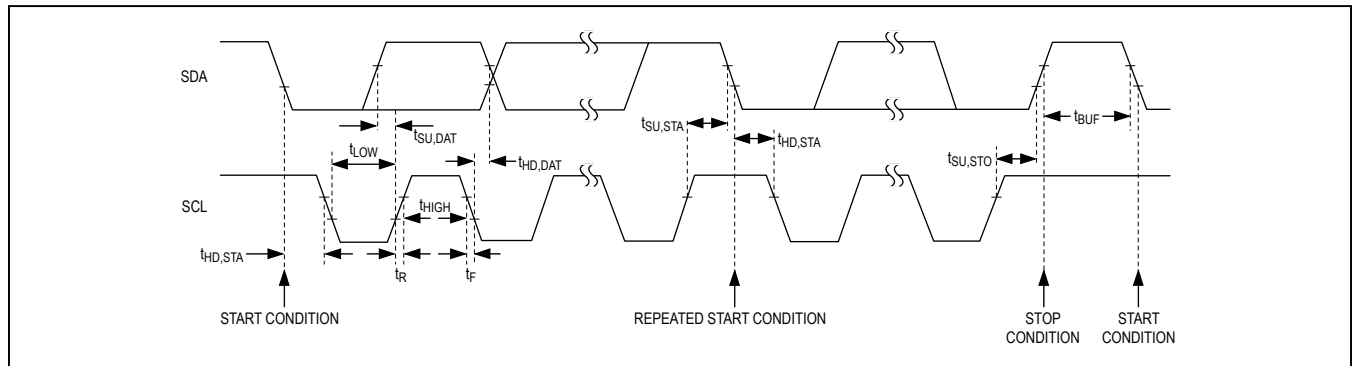 SDA
tSU,DAT
tLOW
tHD,DAT
tSU,STA
tHD,STA
tBUF
tSU,STO
SCL
tHIGH
tHD,STA
tR
tF
START CONDITION
REPEATED START CONDITION
STOP
CONDITION
START
CONDITION